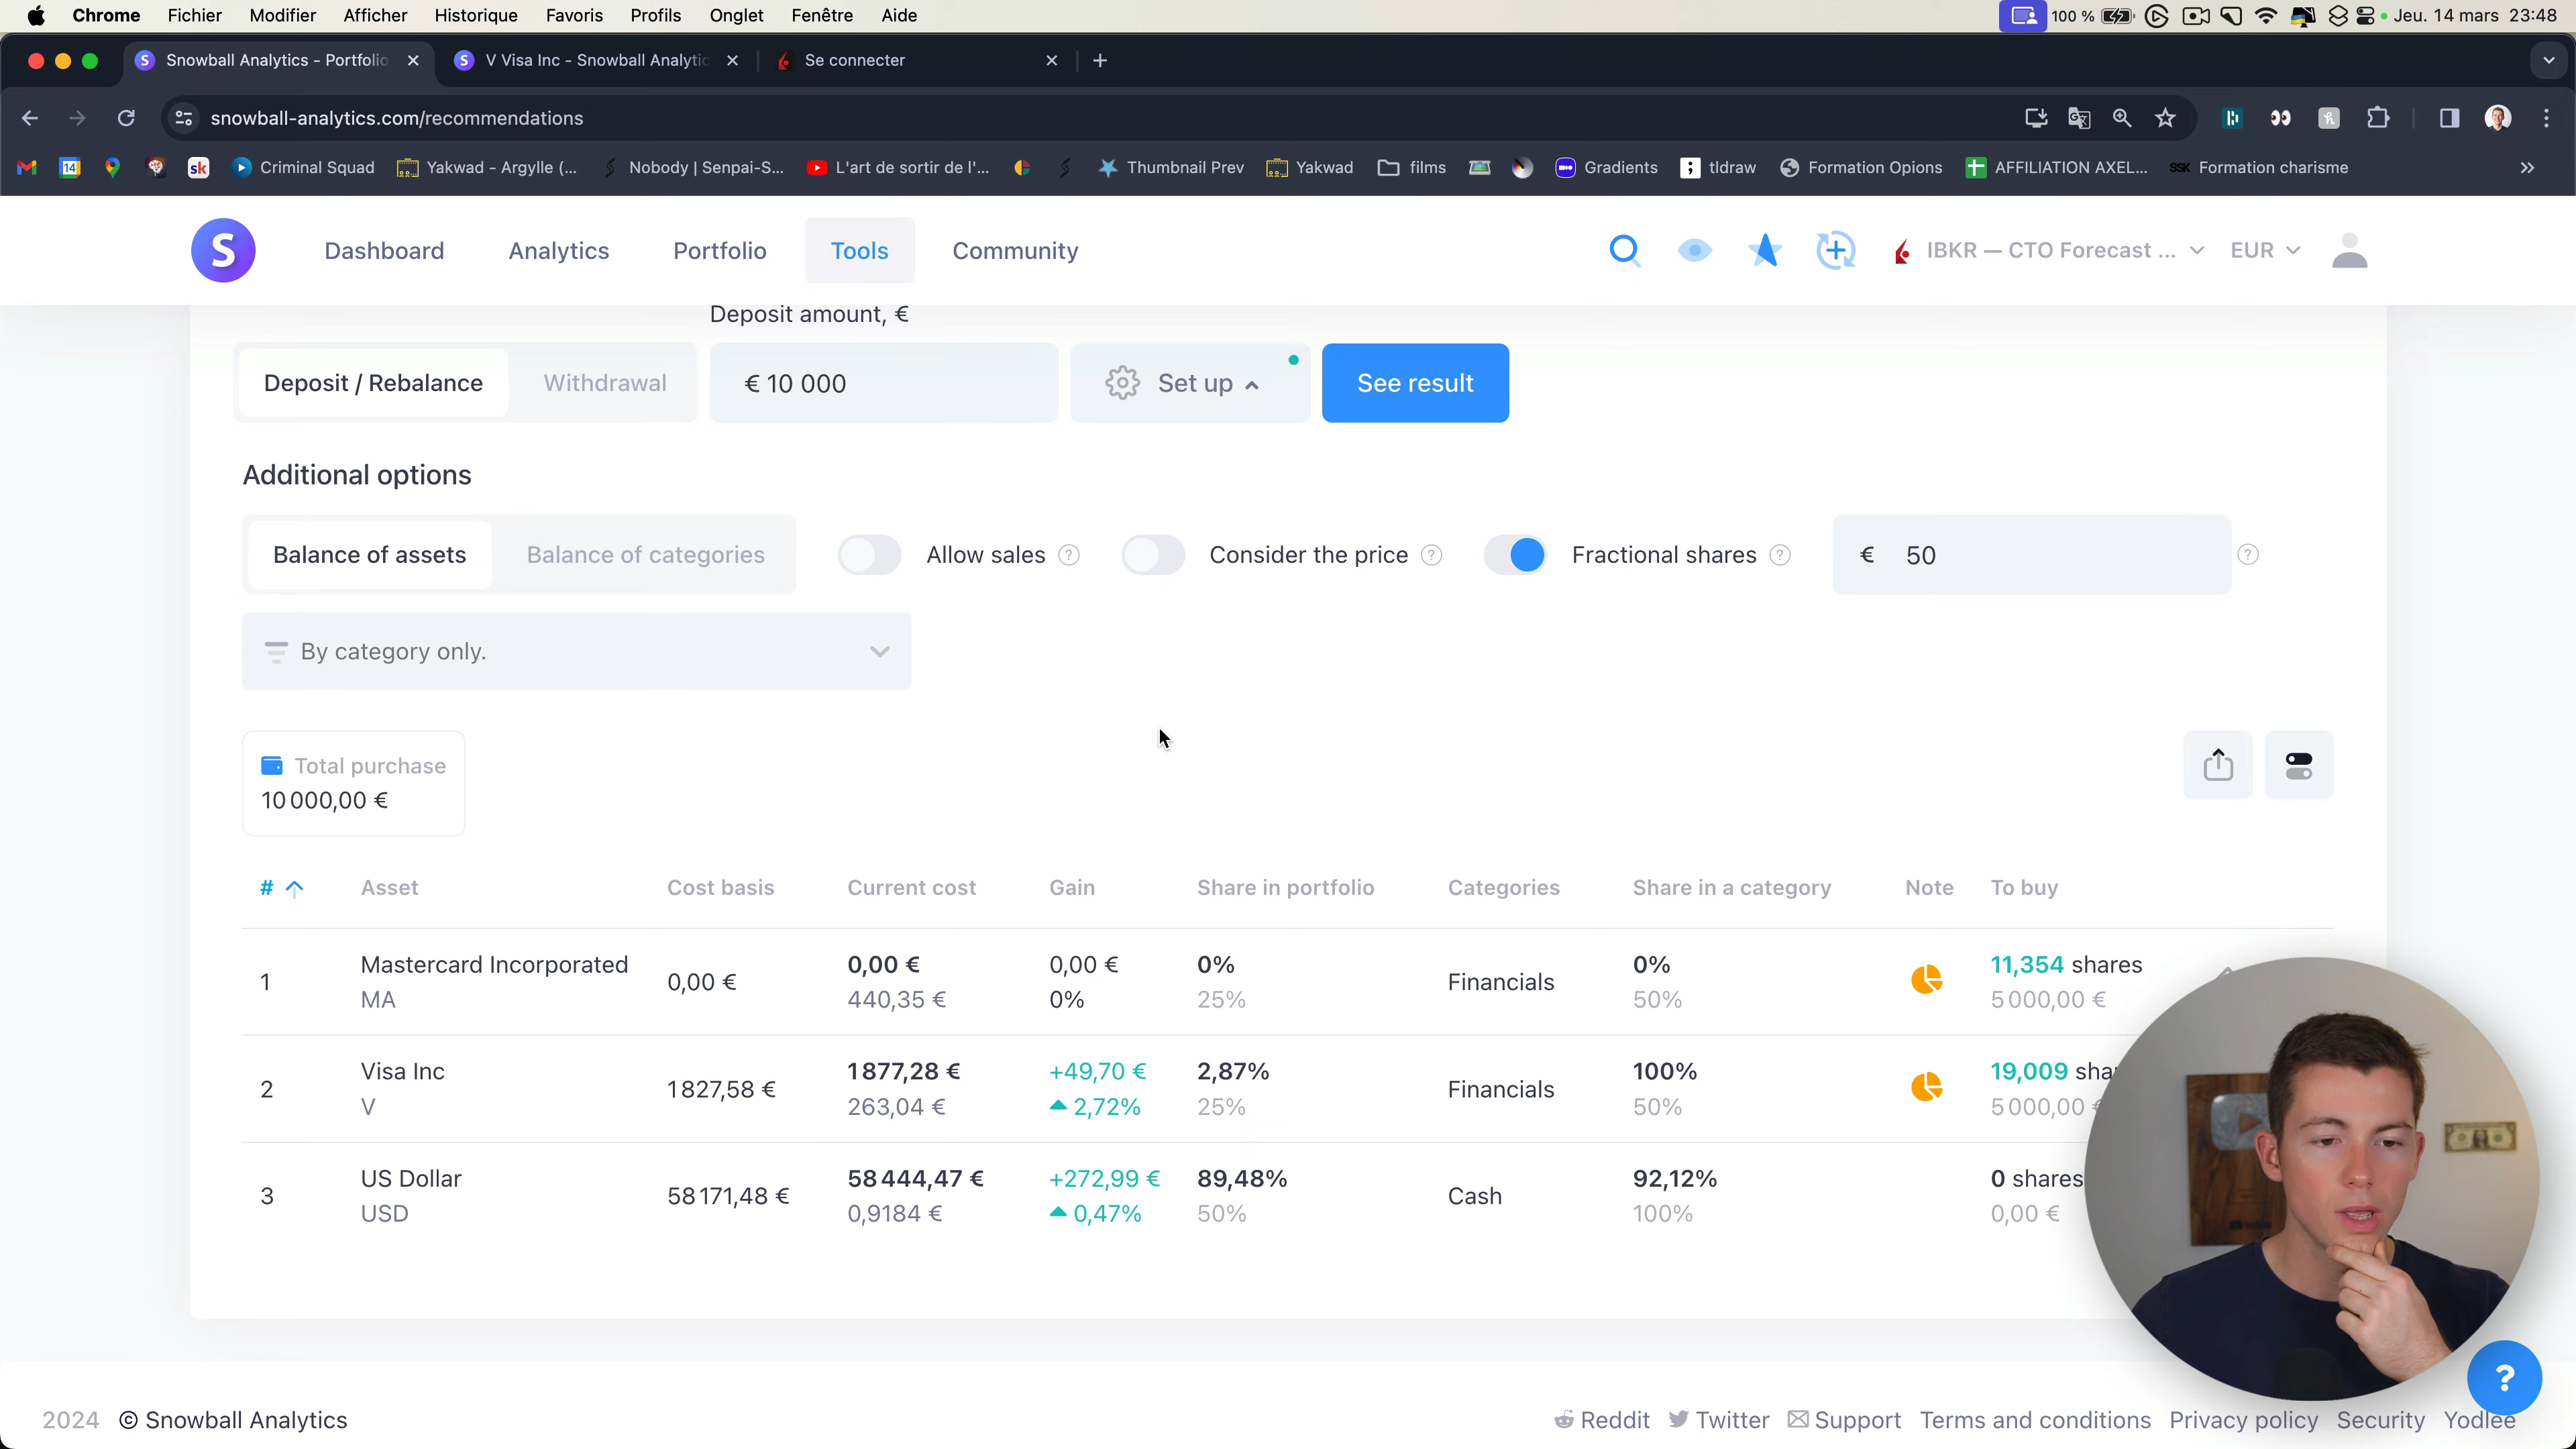 Chrome Fichier Modifier Afficher Historique Favoris Profils Onglet Fenêtre Aide 100 % Jeu. 14 mars 23:48
Snowball Analytics - Portfolio V Visa Inc - Snowball Analytic Se connecter
snowball-analytics.com/recommendations
14 sk Criminal Squad Yakwad - Argylle (... Nobody | Senpai-S... L'art de sortir de l'... Thumbnail Prev Yakwad films Gradients tldraw Formation Opions AFFILIATION AXEL... SSK Formation charisme
S Dashboard Analytics Portfolio Tools Community IBKR — CTO Forecast ... EUR
Deposit amount, €
Deposit / Rebalance Withdrawal € 10 000 Set up See result
Additional options
Balance of assets Balance of categories Allow sales ? Consider the price ? Fractional shares ? € 50 ?
By category only.
Total purchase
10 000,00 €
# Asset Cost basis Current cost Gain Share in portfolio Categories Share in a category Note To buy
1 Mastercard Incorporated 0,00 € 0,00 € 0,00 € 0% Financials 0% 11,354 shares
MA 440,35 € 0% 25% 50% 5 000,00 €
2 Visa Inc 1 827,58 € 1 877,28 € +49,70 € 2,87% Financials 100% 19,009 sha
V 263,04 € 2,72% 25% 50% 5 000,00 €
3 US Dollar 58 171,48 € 58 444,47 € +272,99 € 89,48% Cash 92,12% 0 shares
USD 0,9184 € 0,47% 50% 100% 0,00 €
?
2024 © Snowball Analytics Reddit Twitter Support Terms and conditions Privacy policy Security Yodlee